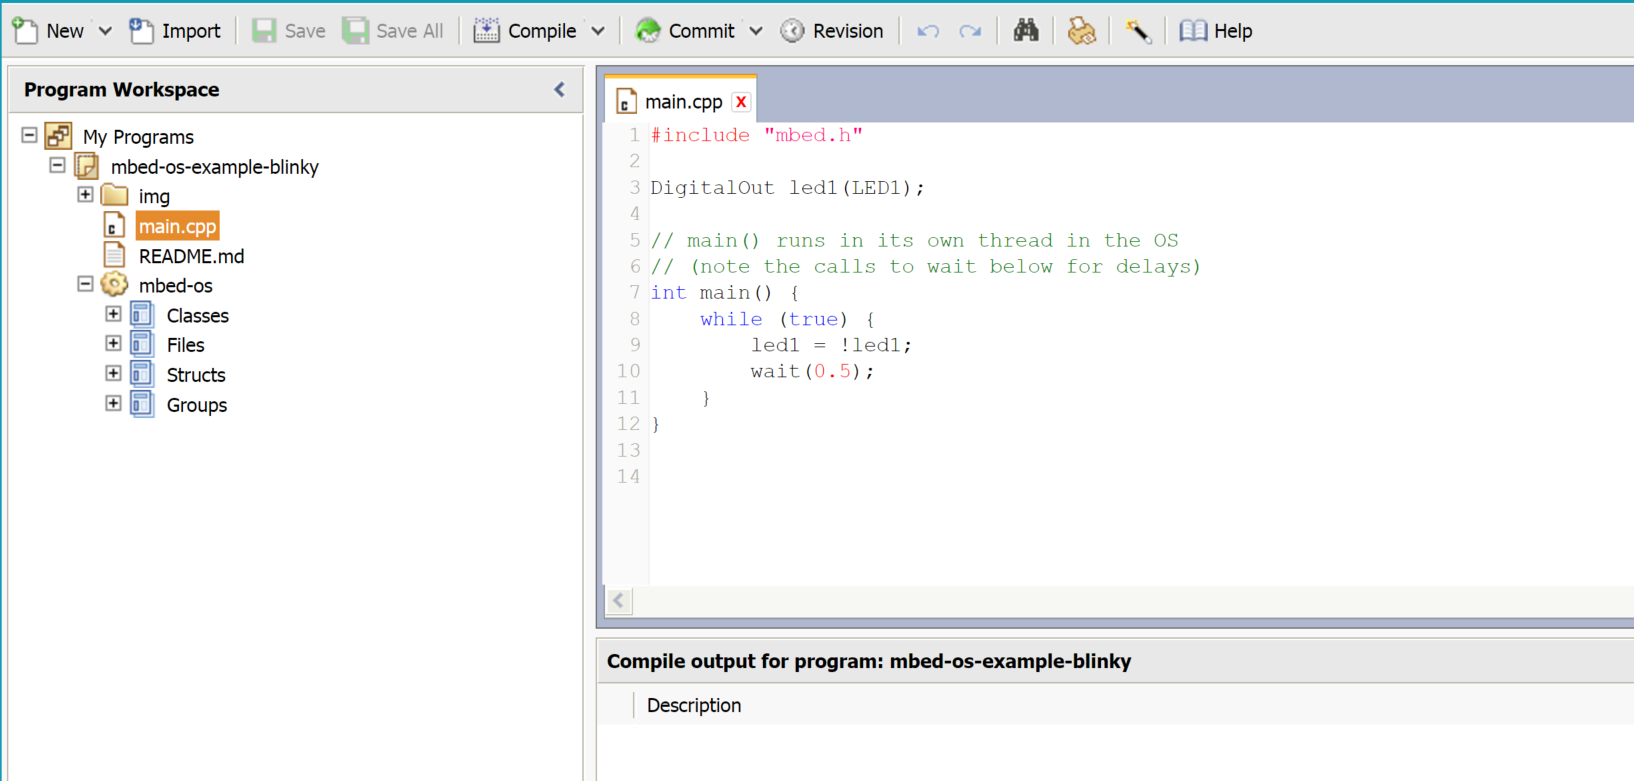 New Import Save Save All Compile Commit Revision Help
Program Workspace
My Programs
mbed-os-example-blinky
img
main.cpp
README.md
mbed-os
Classes
Files
Structs
Groups
main.cpp x
1 #include "mbed.h"
2
3 DigitalOut led1(LED1);
4
5 // main() runs in its own thread in the OS
6 // (note the calls to wait below for delays)
7 int main() {
8     while (true) {
9         led1 = !led1;
10         wait(0.5);
11     }
12 }
13
14
Compile output for program: mbed-os-example-blinky
Description